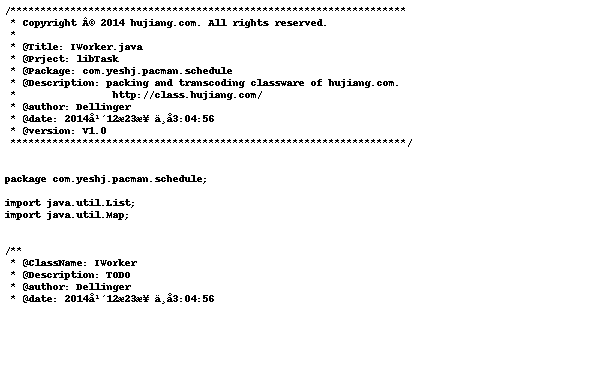 /******************************************************************
 * Copyright Â© 2014 hujiang.com. All rights reserved.
 *
 * @Title: IWorker.java
 * @Prject: libTask
 * @Package: com.yeshj.pacman.schedule
 * @Description: packing and transcoding classware of hujiang.com.
 *                http://class.hujiang.com/
 * @author: Dellinger
 * @date: 2014å¹´12æ23æ¥ ä¸å3:04:56
 * @version: V1.0
 ******************************************************************/
package com.yeshj.pacman.schedule;
import java.util.List;
import java.util.Map;
/**
 * @ClassName: IWorker
 * @Description: TODO
 * @author: Dellinger
 * @date: 2014å¹´12æ23æ¥ ä¸å3:04:56